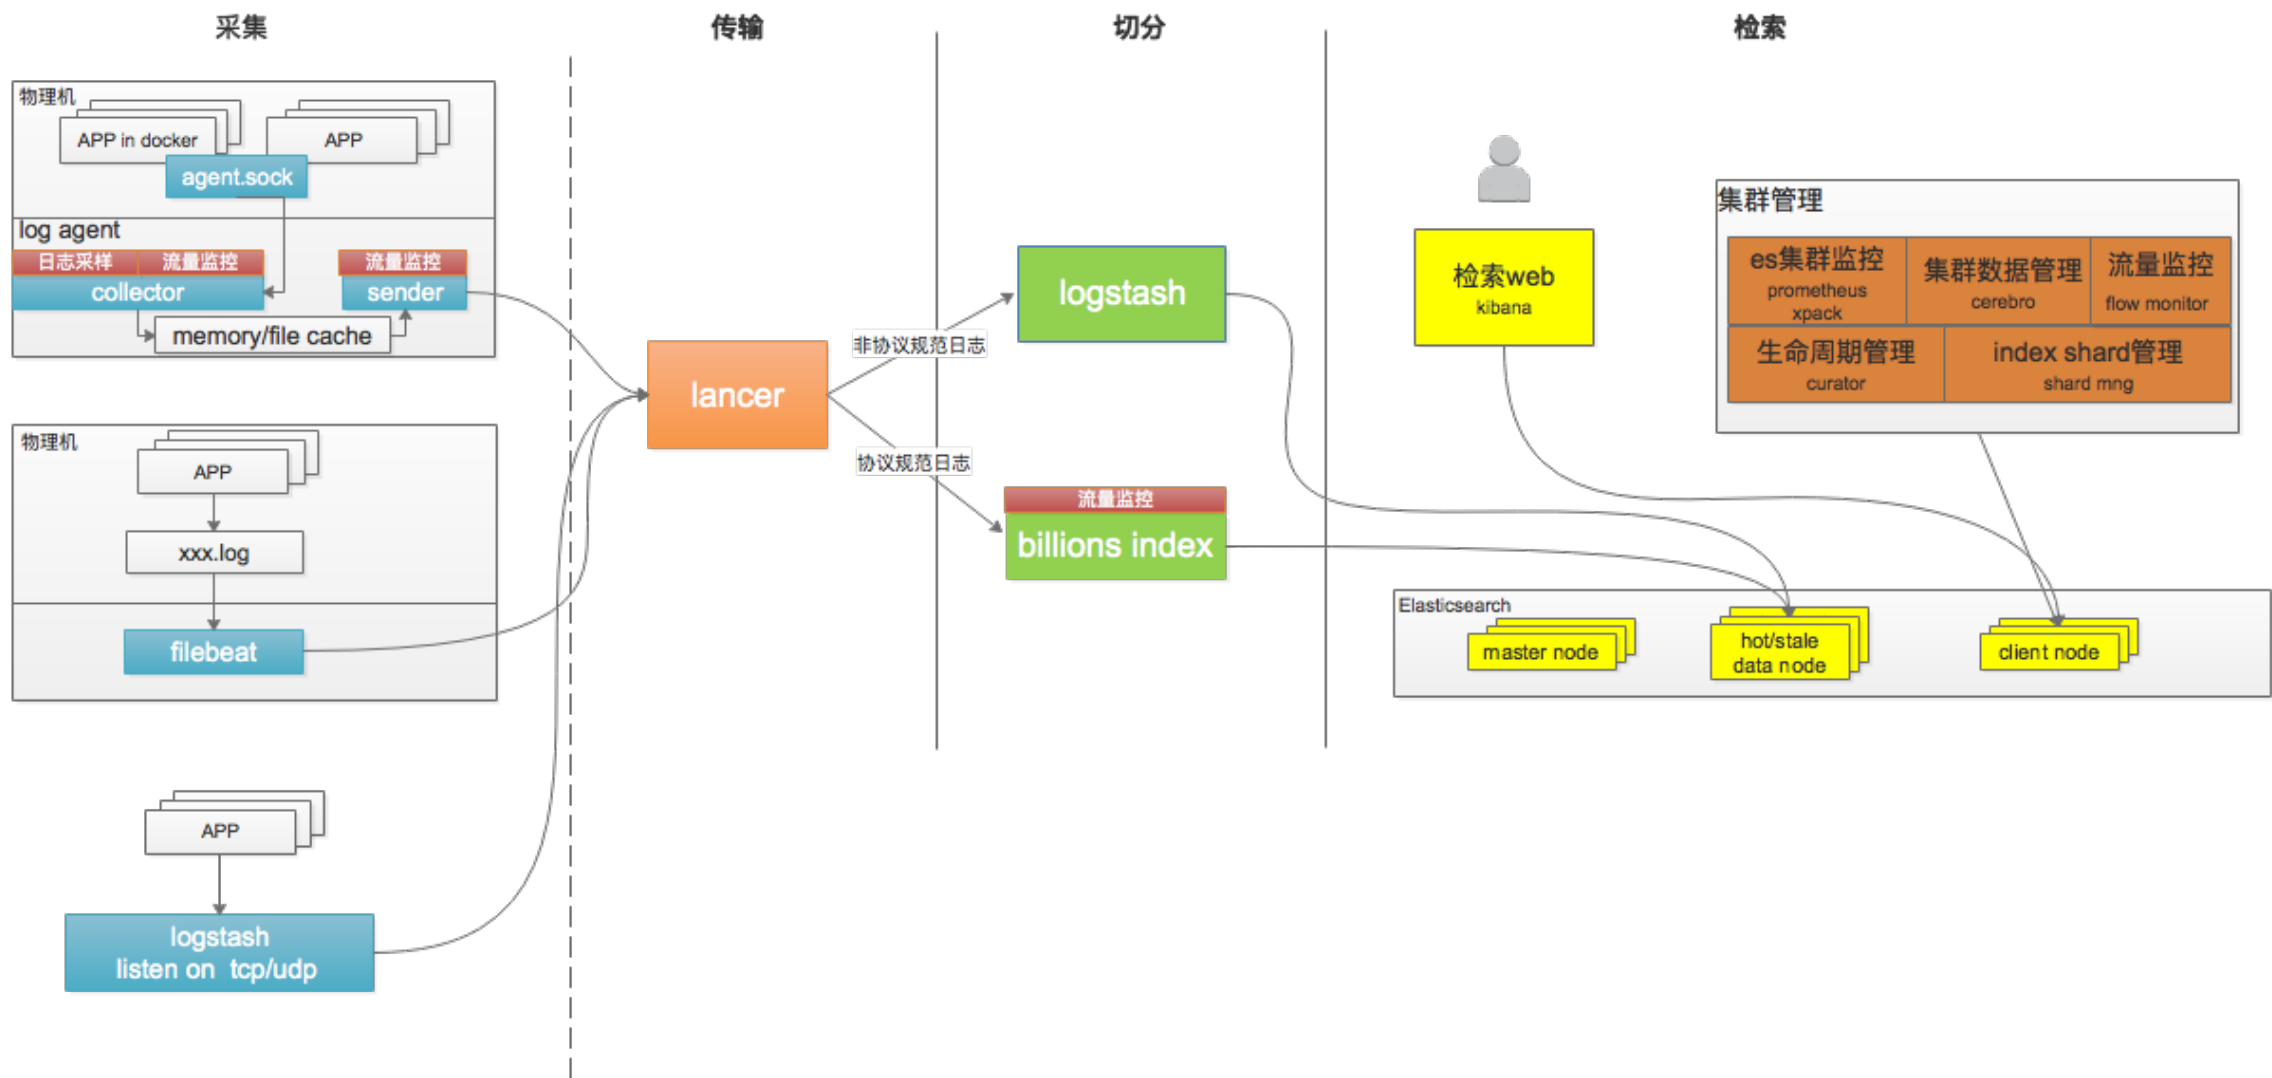 采集
传输
切分
检索
物理机
APP in docker
APP
agent.sock
log agent
日志采样
流量监控
collector
流量监控
sender
memory/file cache
物理机
APP
xxx.log
filebeat
APP
logstash
listen on tcp/udp
lancer
非协议规范日志
协议规范日志
logstash
流量监控
billions index
检索web
kibana
集群管理
es集群监控
prometheus
xpack
集群数据管理
cerebro
流量监控
flow monitor
生命周期管理
curator
index shard管理
shard mng
Elasticsearch
master node
hot/stale
data node
client node